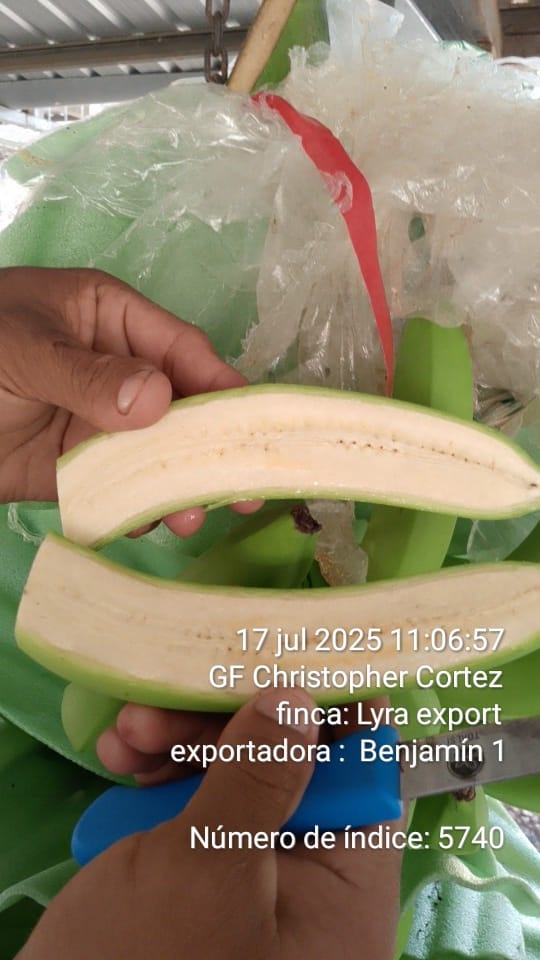 17 jul 2025 11:06:57
GF Christopher Cortez
finca: Lyra export
exportadora :  Benjamín 1
Número de índice: 5740